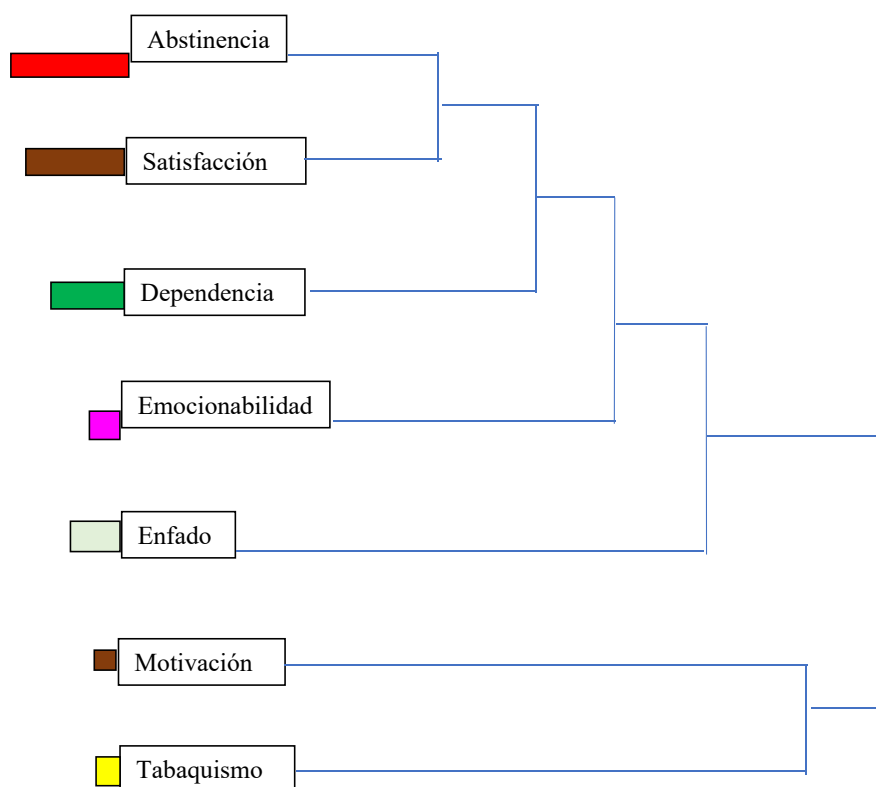 Abstinencia
Satisfacción
Dependencia
Emocionabilidad
Enfado
Motivación
Tabaquismo